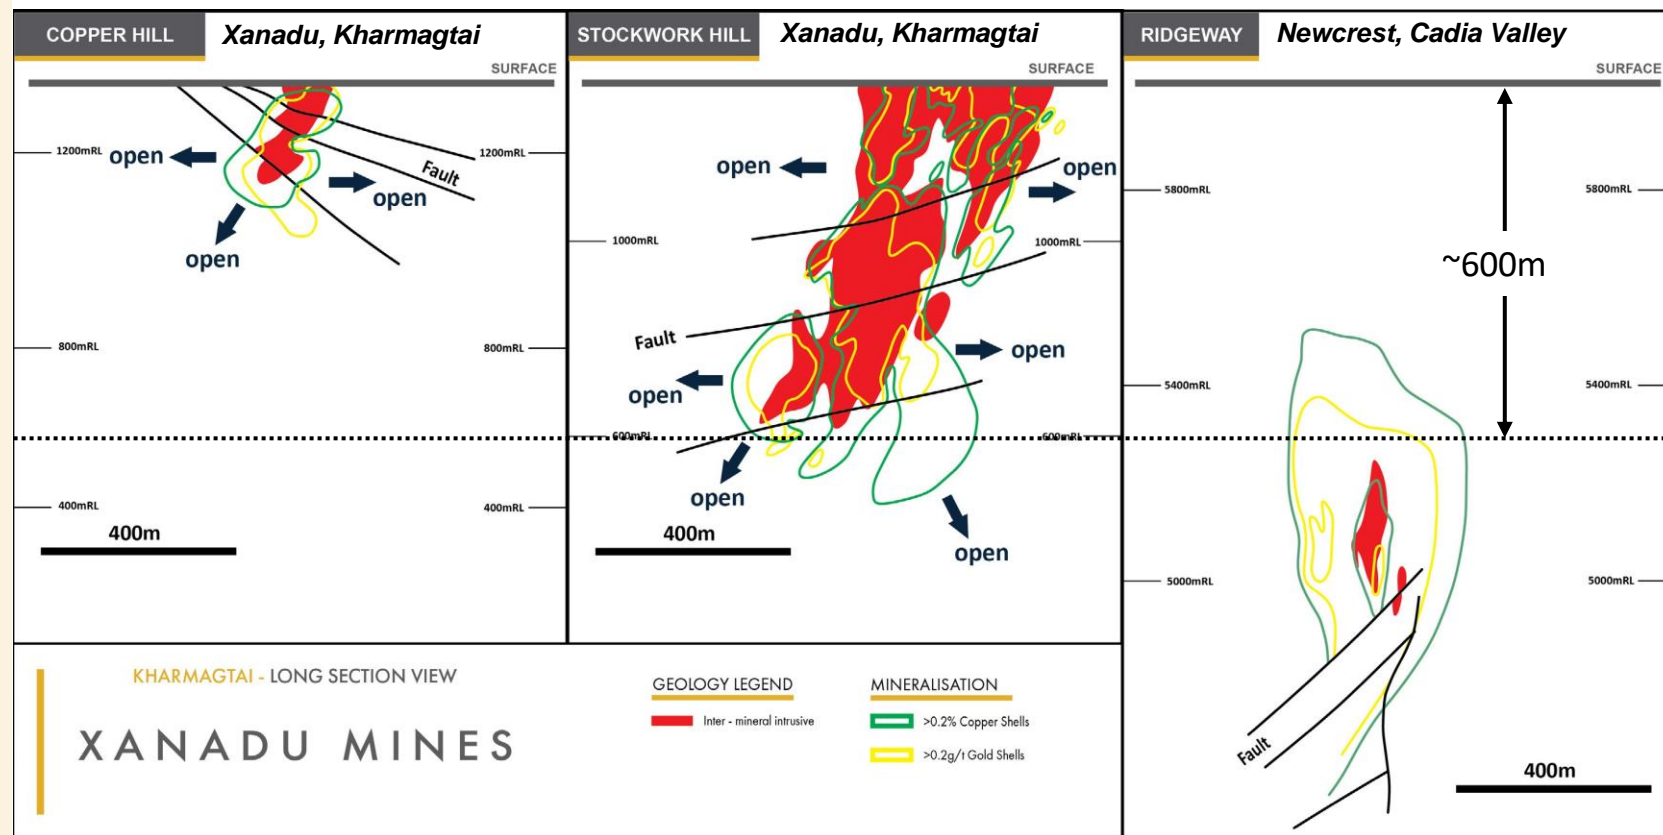 COPPER HILL
Xanadu, Kharmagtai
SURFACE
1200mRL
1200mRL
open
open
open
Fault
800mRL
800mRL
400mRL
400mRL
400m
STOCKWORK HILL
Xanadu, Kharmagtai
SURFACE
open
open
1000mRL
1000mRL
Fault
open
open
600mRL
600mRL
open
open
400m
RIDGEWAY
Newcrest, Cadia Valley
SURFACE
5800mRL
5800mRL
~600m
5400mRL
5400mRL
5000mRL
5000mRL
Fault
400m
KHARMAGTAI - LONG SECTION VIEW
XANADU MINES
GEOLOGY LEGEND
Inter - mineral intrusive
MINERALISATION
>0.2% Copper Shells
>0.2g/t Gold Shells